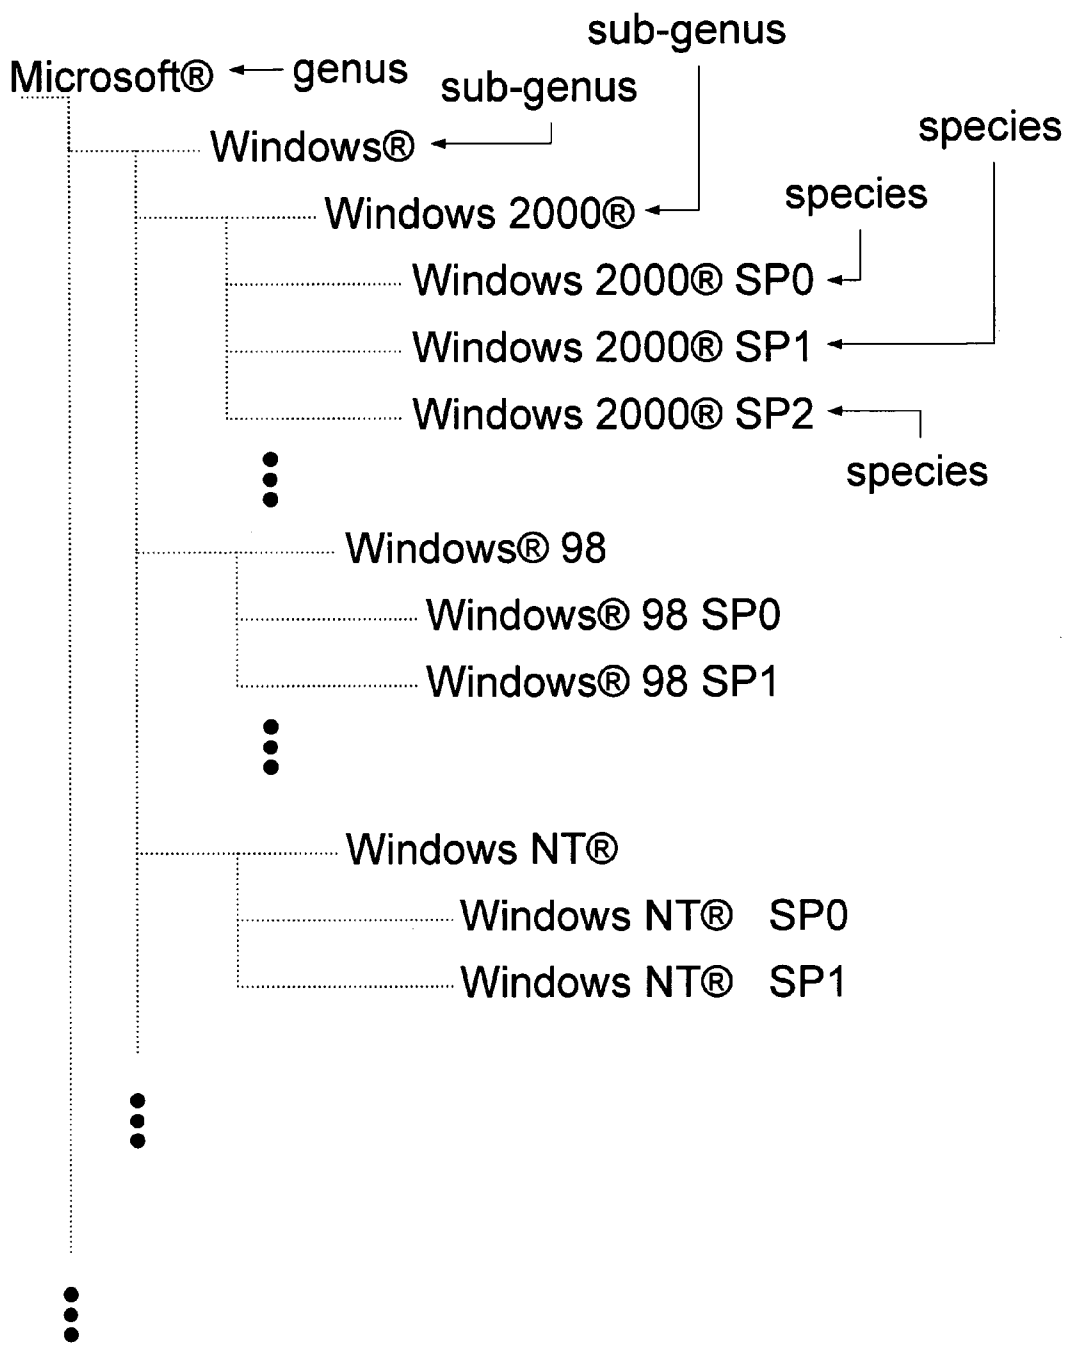 sub-genus
Microsoft® genus
sub-genus
species
Windows®
species
Windows 2000®
Windows 2000® SP0
Windows 2000® SP1
Windows 2000® SP2
species
Windows® 98
Windows® 98 SP0
Windows® 98 SP1
Windows NT®
Windows NT® SP0
Windows NT® SP1